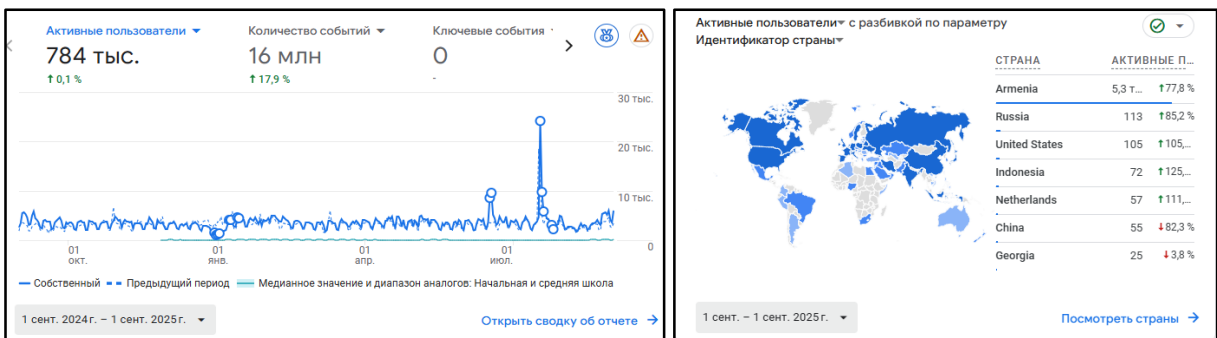 Активные пользователи
Количество событий
Ключевые события
784 тыс.
16 млн
0
↑ 0,1 %
↑ 17,9 %
-
30 тыс.
20 тыс.
10 тыс.
0
01 окт.
01 янв.
01 апр.
01 июл.
Собственный
Предыдущий период
Медианное значение и диапазон аналогов: Начальная и средняя школа
1 сент. 2024 г. – 1 сент. 2025 г.
Открыть сводку об отчете →
Активные пользователи с разбивкой по параметру
Идентификатор страны
СТРАНА АКТИВНЫЕ П...
Armenia 5,3 т... ↑77,8 %
Russia 113 ↑85,2 %
United States 105 ↑105,...
Indonesia 72 ↑125,...
Netherlands 57 ↑111,...
China 55 ↓82,3 %
Georgia 25 ↓3,8 %
1 сент. – 1 сент. 2025 г.
Посмотреть страны →